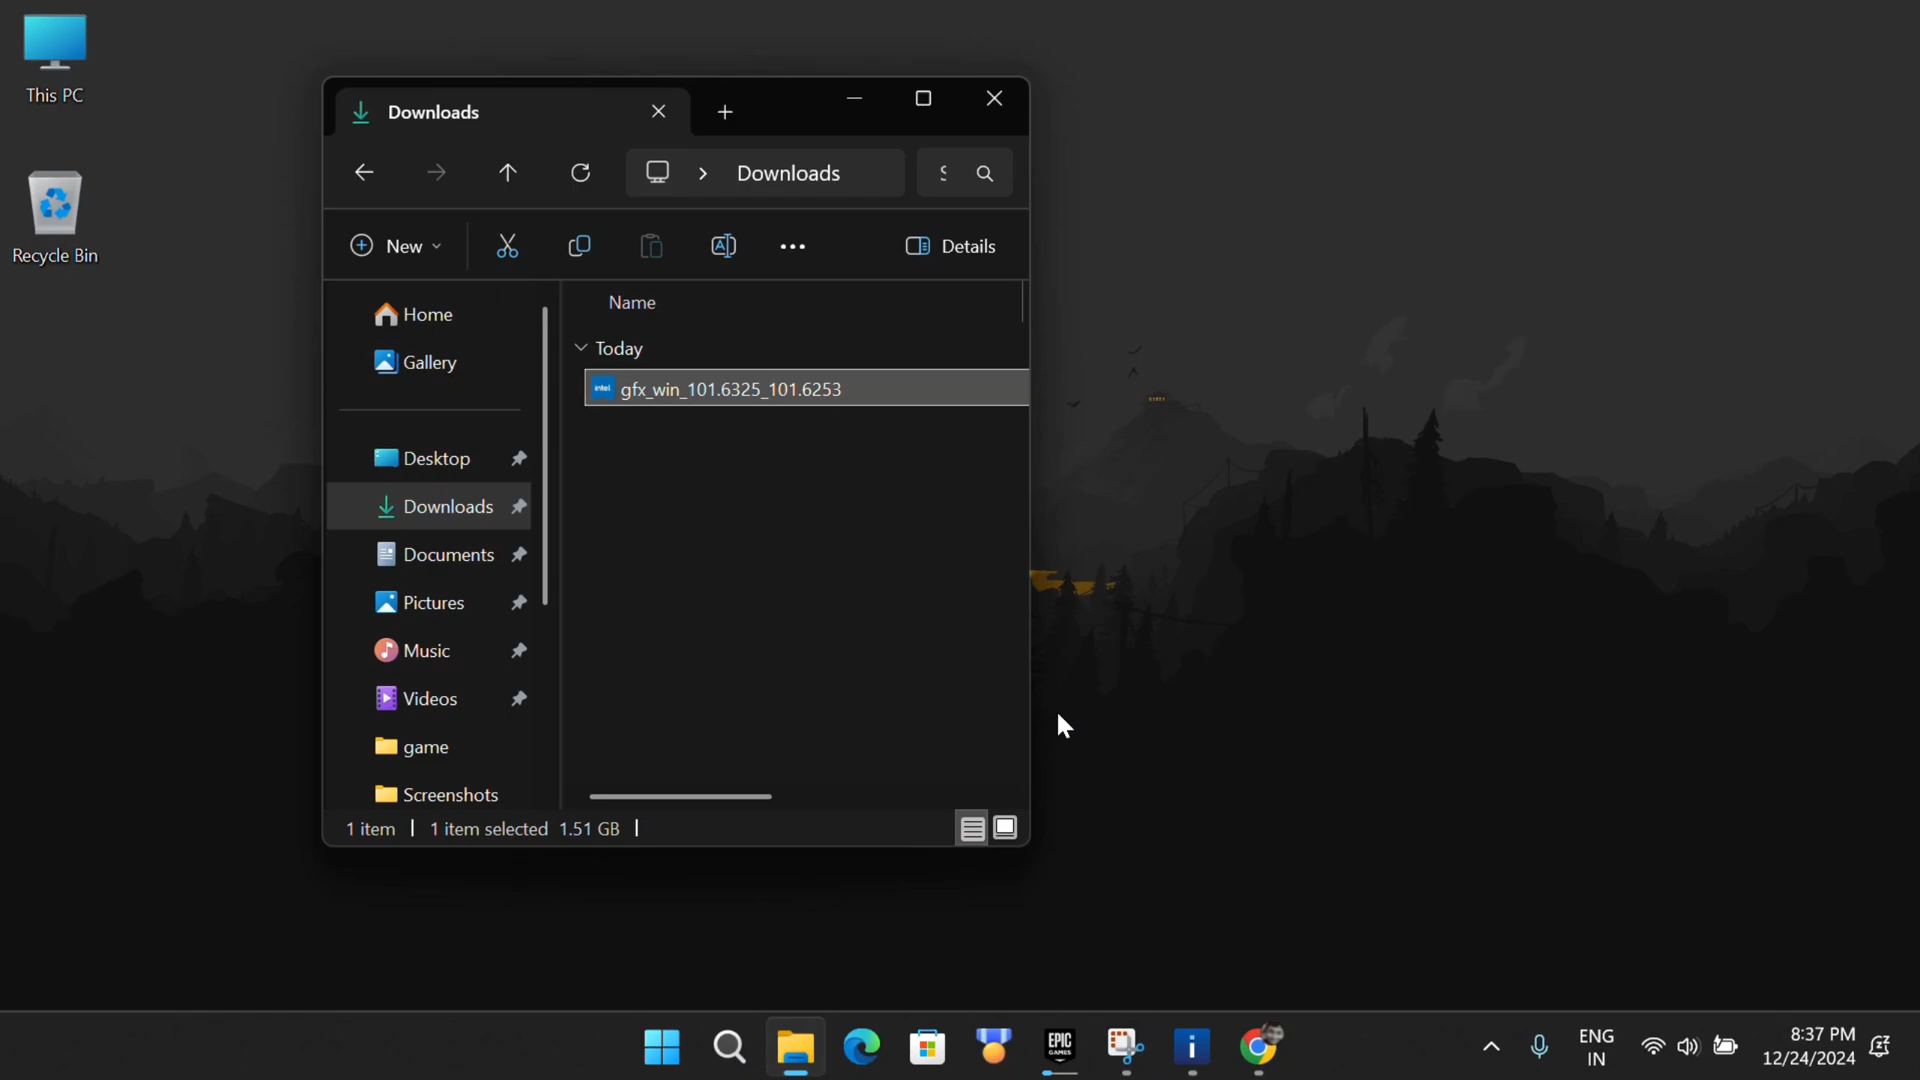 This PC
Recycle Bin
Downloads
Downloads
S
New
Details
Home
Gallery
Desktop
Downloads
Documents
Pictures
Music
Videos
game
Screenshots
Name
Today
intel
gfx_win_101.6325_101.6253
1 item
1 item selected 1.51 GB
EPIC
GAMES
i
ENG
IN
8:37 PM
12/24/2024